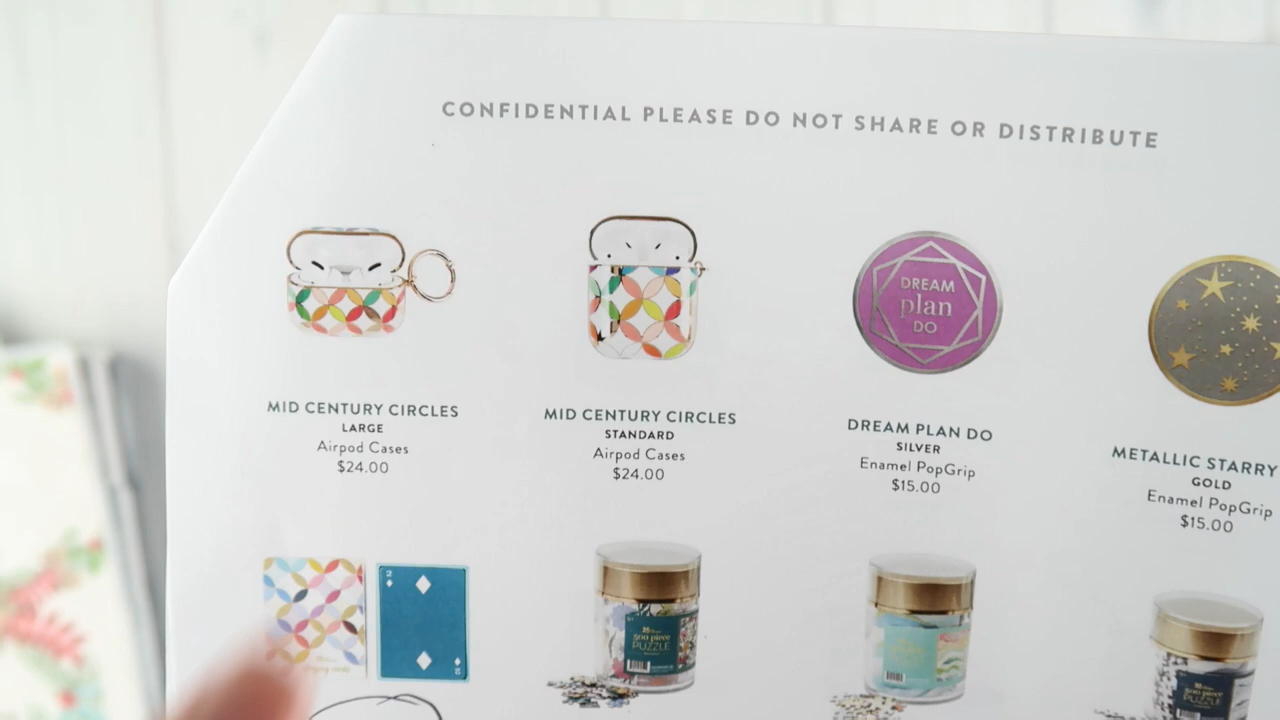 CONFIDENTIAL PLEASE DO NOT SHARE OR DISTRIBUTE
MID CENTURY CIRCLES
LARGE
Airpod Cases
$24.00
MID CENTURY CIRCLES
STANDARD
Airpod Cases
$24.00
DREAM
plan
DO
DREAM PLAN DO
SILVER
Enamel PopGrip
$15.00
METALLIC STARRY
GOLD
Enamel PopGrip
$15.00
2
2
500 piece
PUZZLE
500 piece
PUZZLE